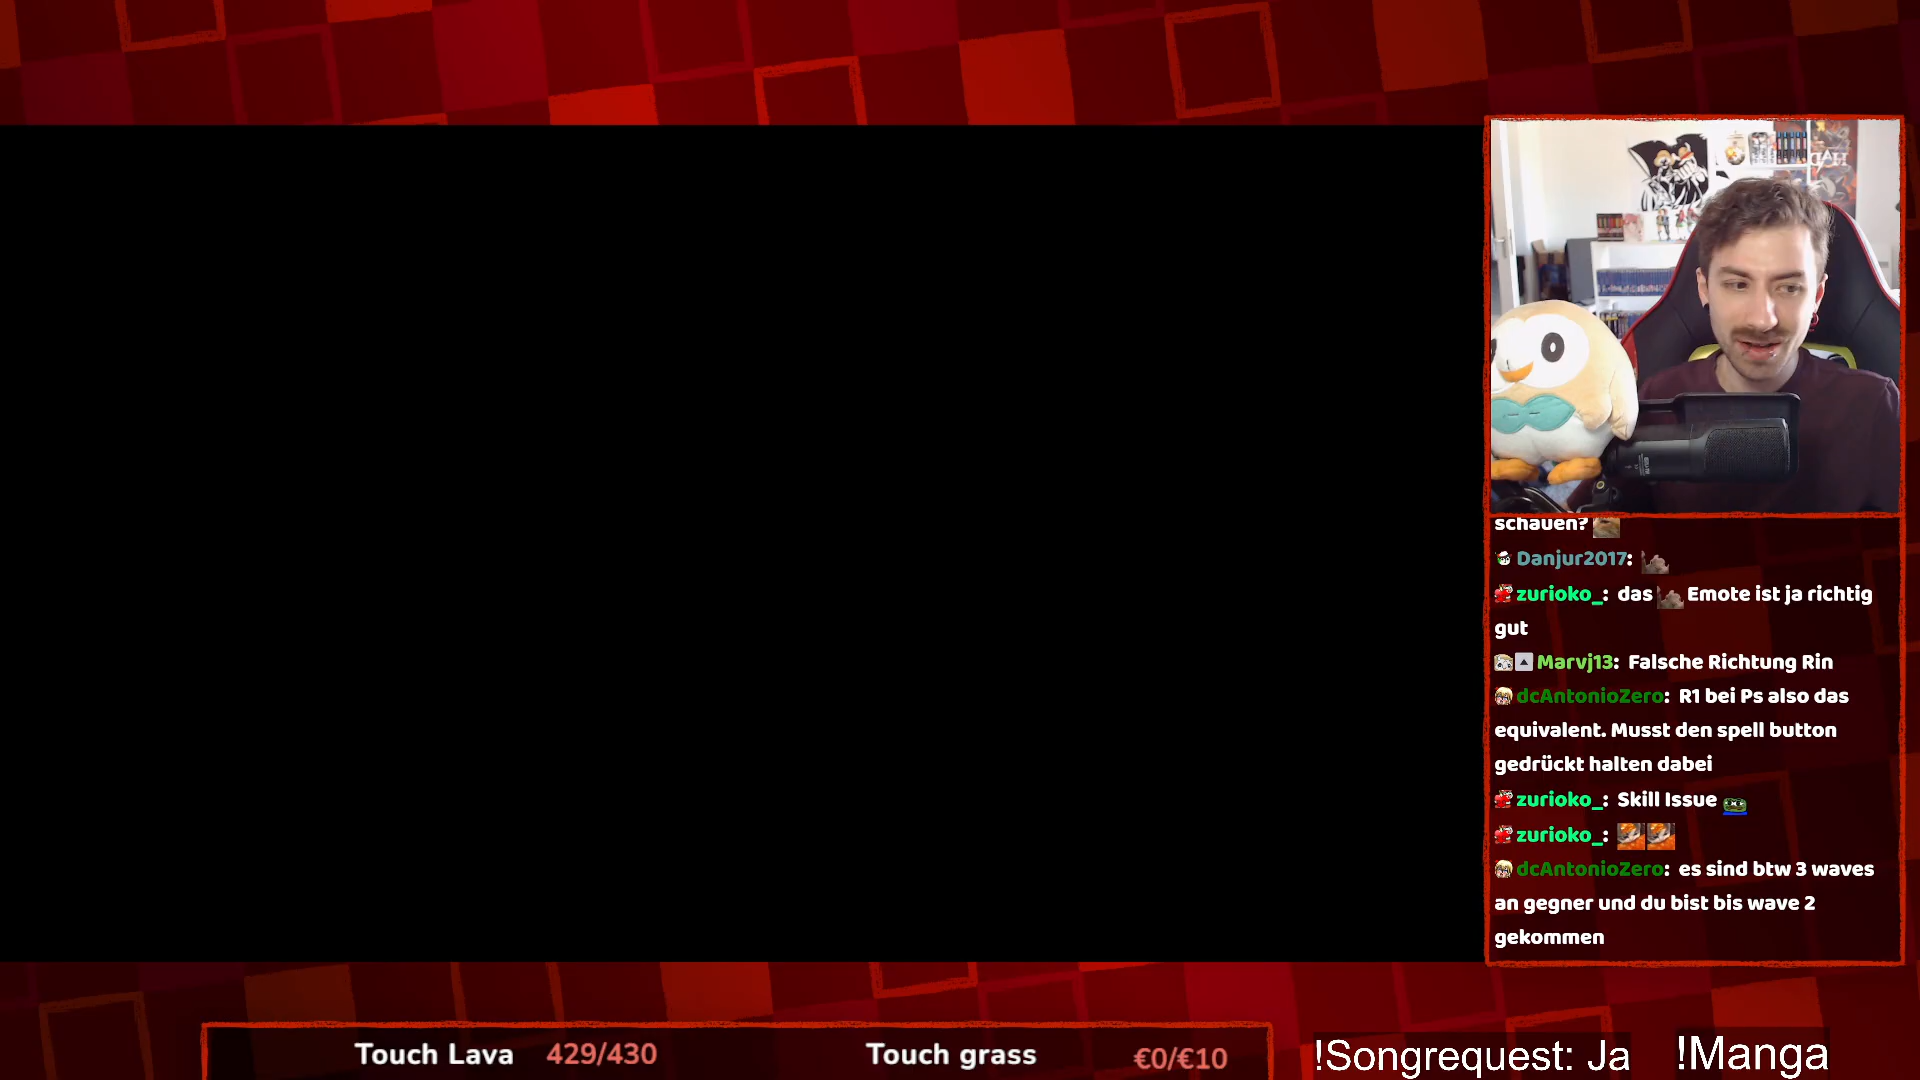 schauen?
Danjur2017:
zurioko_: das Emote ist ja richtig
gut
Marvj13: Falsche Richtung Rin
dcAntonioZero: R1 bei Ps also das
equivalent. Musst den spell button
gedrückt halten dabei
zurioko_: Skill Issue
zurioko_:
dcAntonioZero: es sind btw 3 waves
an gegner und du bist bis wave 2
gekommen
Touch Lava 429/430 Touch grass €0/€10 !Songrequest: Ja !Manga